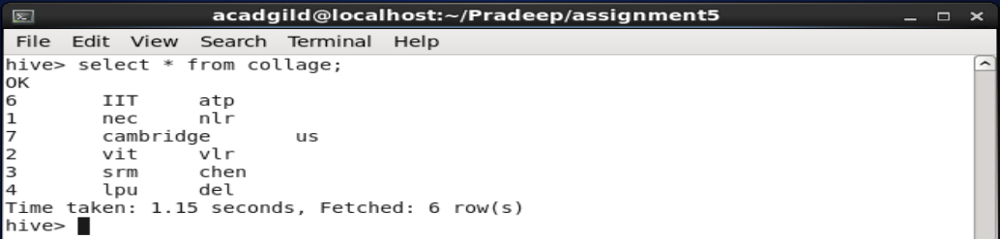 acadgild@localhost:~/Pradeep/assignment5
File Edit View Search Terminal Help
hive> select * from collage;
OK
6 IIT atp
1 nec nlr
7 cambridge us
2 vit vlr
3 srm chen
4 lpu del
Time taken: 1.15 seconds, Fetched: 6 row(s)
hive>